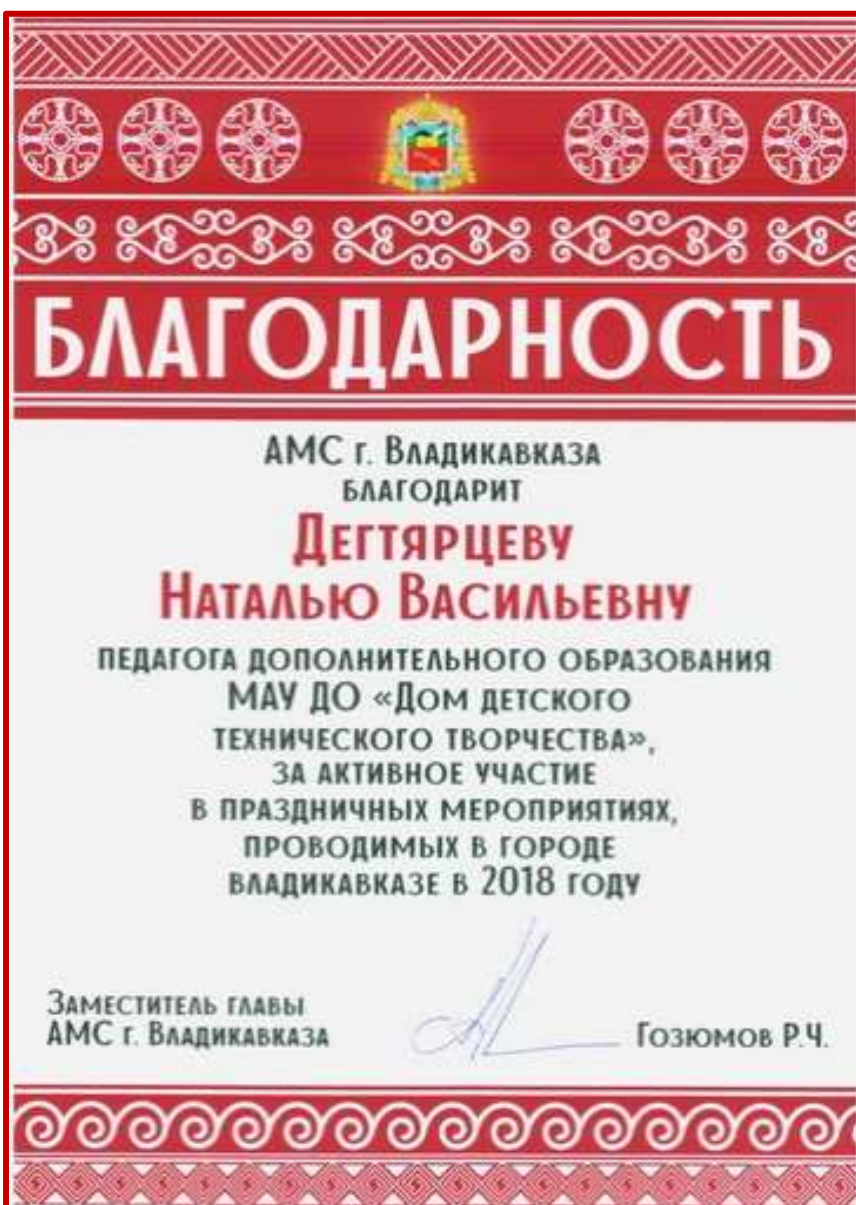 БЛАГОДАРНОСТЬ
АМС г. Владикавказа
благодарит
Дегтярцеву
Наталью Васильевну
педагога дополнительного образования
МАУ ДО «Дом детского
технического творчества»,
за активное участие
в праздничных мероприятиях,
проводимых в городе
владикавказе в 2018 году
Заместитель главы
АМС г. Владикавказа
Гозюмов Р.Ч.